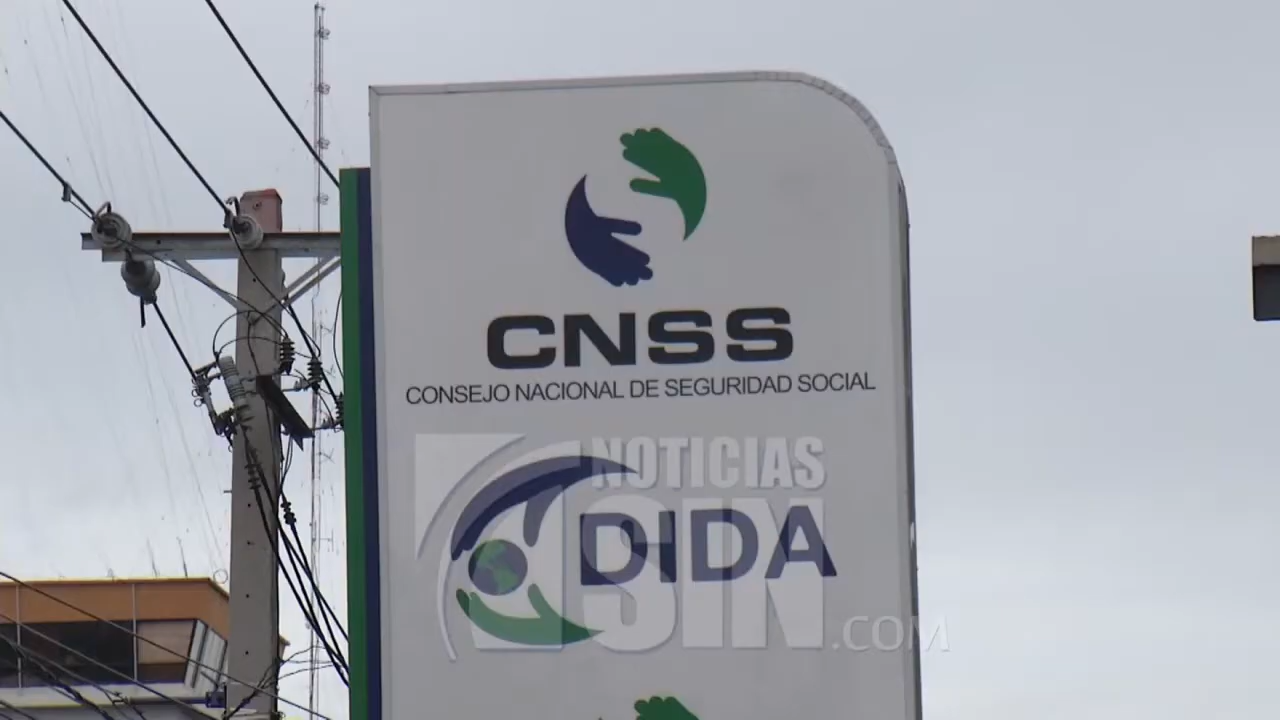 CNSS
CONSEJO NACIONAL DE SEGURIDAD SOCIAL
NOTICIAS
DIDA
SIN.COM